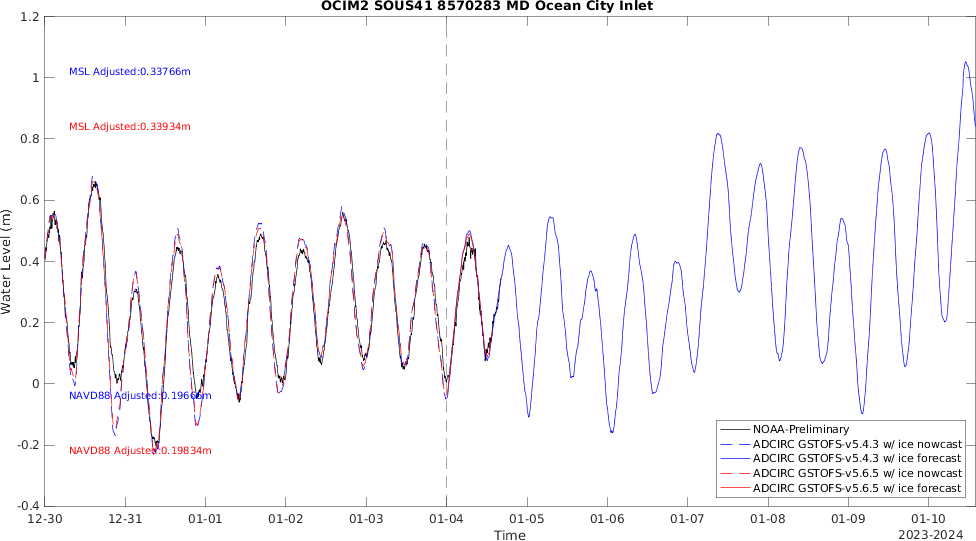 OCIM2 SOUS41 8570283 MD Ocean City Inlet
1.2
1
0.8
0.6
0.4
0.2
0
-0.2
-0.4
Water Level (m)
MSL Adjusted:0.33766m
MSL Adjusted:0.33934m
NAVD88 Adjusted:0.19666m
NAVD88 Adjusted:0.19834m
NOAA-Preliminary
ADCIRC GSTOFS-v5.4.3 w/ ice nowcast
ADCIRC GSTOFS-v5.4.3 w/ ice forecast
ADCIRC GSTOFS-v5.6.5 w/ ice nowcast
ADCIRC GSTOFS-v5.6.5 w/ ice forecast
12-30 12-31 01-01 01-02 01-03 01-04 01-05 01-06 01-07 01-08 01-09 01-10
Time
2023-2024